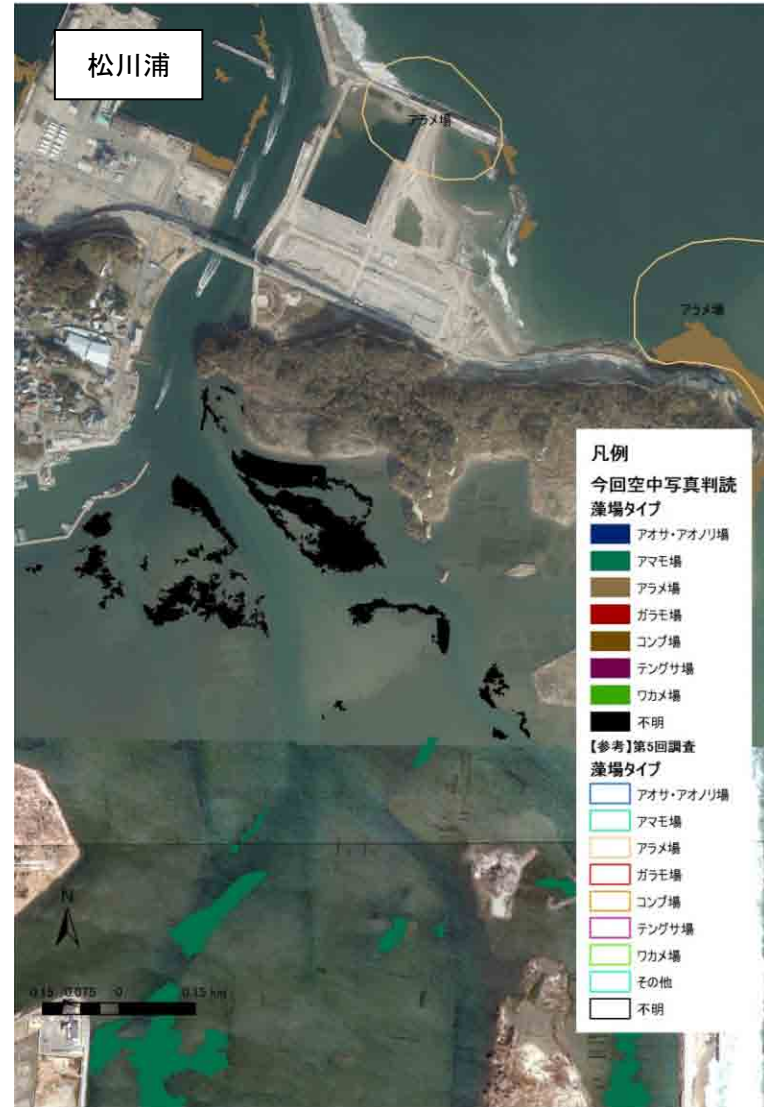 松川浦
アラメ場
アラメ場
凡例
今回空中写真判読
藻場タイプ
アオサ・アオノリ場
アマモ場
アラメ場
ガラモ場
コンブ場
テングサ場
ワカメ場
不明
【参考】第5回調査
藻場タイプ
アオサ・アオノリ場
アマモ場
アラメ場
ガラモ場
コンブ場
テングサ場
ワカメ場
その他
不明
N
0.15 0.075 0 0.15 km